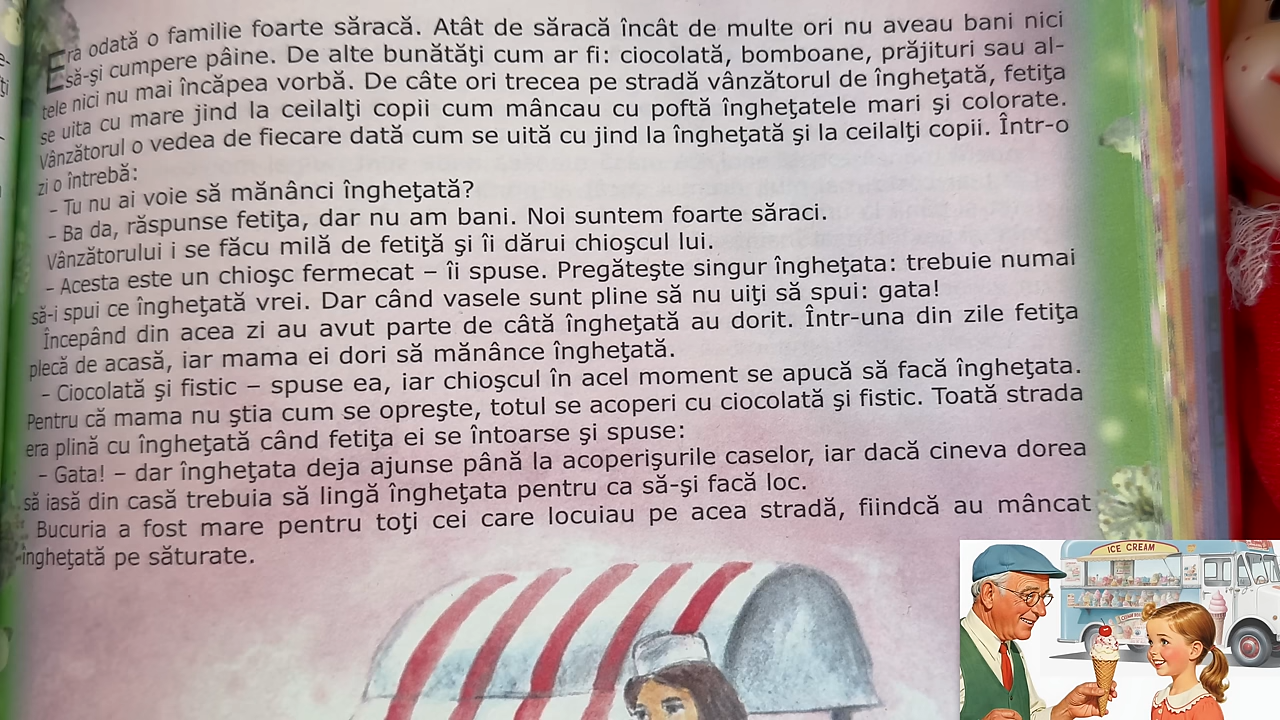 Era odată o familie foarte săracă. Atât de săracă încât de multe ori nu aveau bani nici
să-şi cumpere pâine. De alte bunătăţi cum ar fi: ciocolată, bomboane, prăjituri sau al-
tele nici nu mai încăpea vorbă. De câte ori trecea pe stradă vânzătorul de îngheţată, fetiţa
se uita cu mare jind la ceilalţi copii cum mâncau cu poftă îngheţatele mari şi colorate.
Vânzătorul o vedea de fiecare dată cum se uită cu jind la îngheţată şi la ceilalţi copii. Într-o
zi o întrebă:
– Tu nu ai voie să mănânci îngheţată?
– Ba da, răspunse fetiţa, dar nu am bani. Noi suntem foarte săraci.
Vânzătorului i se făcu milă de fetiţă şi îi dărui chioşcul lui.
– Acesta este un chioşc fermecat – îi spuse. Pregăteşte singur îngheţata: trebuie numai
să-i spui ce îngheţată vrei. Dar când vasele sunt pline să nu uiţi să spui: gata!
Începând din acea zi au avut parte de câtă îngheţată au dorit. Într-una din zile fetiţa
plecă de acasă, iar mama ei dori să mănânce îngheţată.
– Ciocolată şi fistic – spuse ea, iar chioşcul în acel moment se apucă să facă îngheţata.
Pentru că mama nu ştia cum se opreşte, totul se acoperi cu ciocolată şi fistic. Toată strada
era plină cu îngheţată când fetiţa ei se întoarse şi spuse:
– Gata! – dar îngheţata deja ajunse până la acoperişurile caselor, iar dacă cineva dorea
să iasă din casă trebuia să lingă îngheţata pentru ca să-şi facă loc.
Bucuria a fost mare pentru toţi cei care locuiau pe acea stradă, fiindcă au mâncat
îngheţată pe săturate.
ICE CREAM